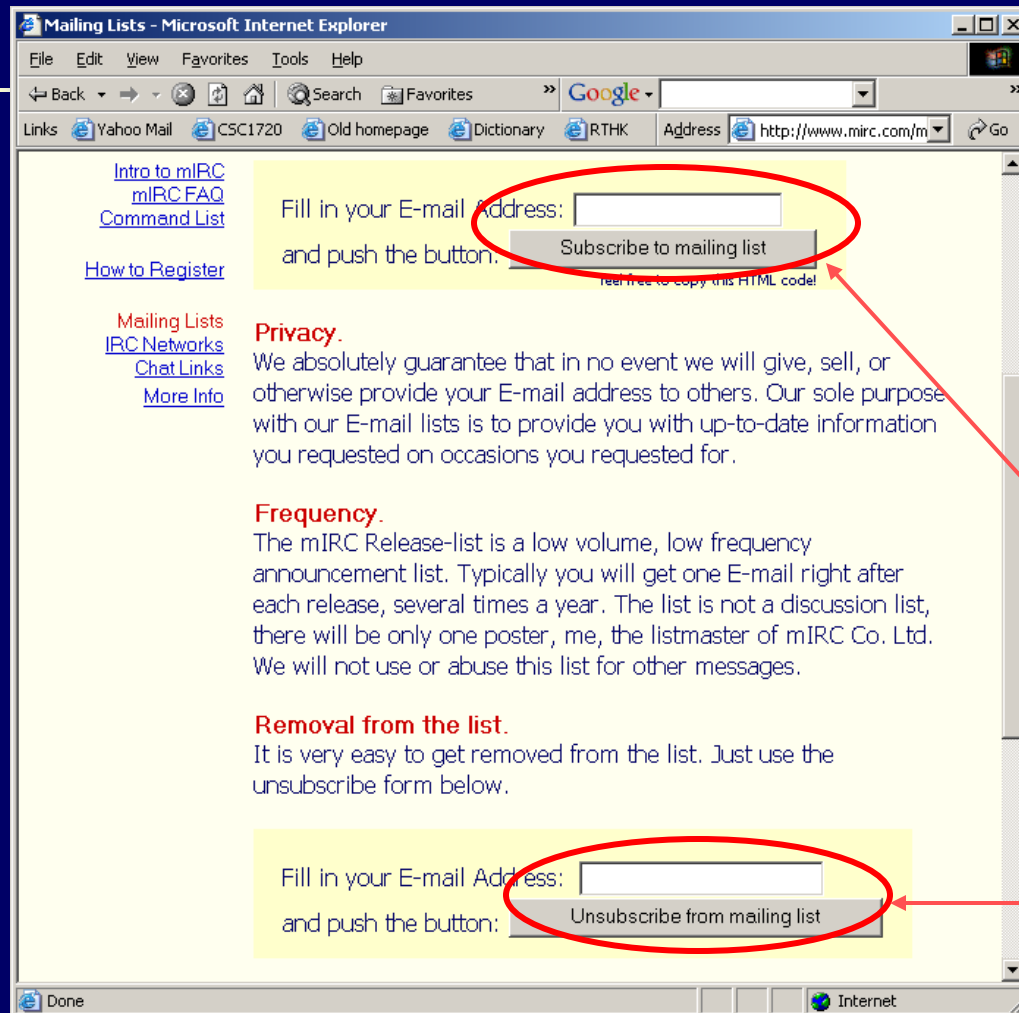 Mailing Lists - Microsoft Internet Explorer
File Edit View Favorites Tools Help
Back Search Favorites » Google »
Links Yahoo Mail CSC1720 Old homepage Dictionary RTHK Address http://www.mirc.com/m Go
Intro to mIRC
mIRC FAQ
Command List
How to Register
Mailing Lists
IRC Networks
Chat Links
More Info
Fill in your E-mail Address:
and push the button: Subscribe to mailing list
feel free to copy this HTML code!
Privacy.
We absolutely guarantee that in no event we will give, sell, or
otherwise provide your E-mail address to others. Our sole purpose
with our E-mail lists is to provide you with up-to-date information
you requested on occasions you requested for.
Frequency.
The mIRC Release-list is a low volume, low frequency
announcement list. Typically you will get one E-mail right after
each release, several times a year. The list is not a discussion list,
there will be only one poster, me, the listmaster of mIRC Co. Ltd.
We will not use or abuse this list for other messages.
Removal from the list.
It is very easy to get removed from the list. Just use the
unsubscribe form below.
Fill in your E-mail Address:
and push the button: Unsubscribe from mailing list
Done Internet